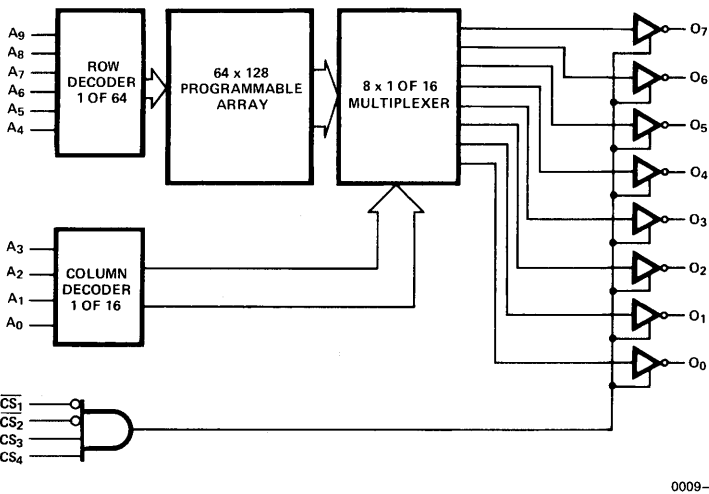 A9
A8
A7
A6
A5
A4
ROW
DECODER
1 OF 64
64 x 128
PROGRAMMABLE
ARRAY
8 x 1 OF 16
MULTIPLEXER
O7
O6
O5
O4
O3
O2
O1
O0
A3
A2
A1
A0
COLUMN
DECODER
1 OF 16
C̅S̅1
C̅S̅2
CS3
CS4
0009–